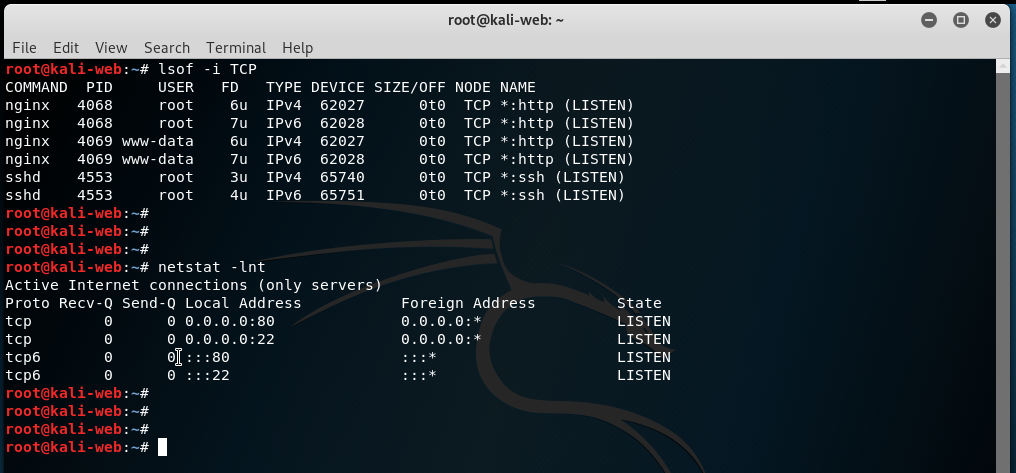 root@kali-web: ~
File Edit View Search Terminal Help
root@kali-web:~# lsof -i TCP
COMMAND  PID     USER   FD   TYPE DEVICE SIZE/OFF NODE NAME
nginx   4068     root    6u  IPv4  62027      0t0  TCP *:http (LISTEN)
nginx   4068     root    7u  IPv6  62028      0t0  TCP *:http (LISTEN)
nginx   4069 www-data    6u  IPv4  62027      0t0  TCP *:http (LISTEN)
nginx   4069 www-data    7u  IPv6  62028      0t0  TCP *:http (LISTEN)
sshd    4553     root    3u  IPv4  65740      0t0  TCP *:ssh (LISTEN)
sshd    4553     root    4u  IPv6  65751      0t0  TCP *:ssh (LISTEN)
root@kali-web:~#
root@kali-web:~#
root@kali-web:~#
root@kali-web:~# netstat -lnt
Active Internet connections (only servers)
Proto Recv-Q Send-Q Local Address           Foreign Address         State
tcp        0      0 0.0.0.0:80              0.0.0.0:*               LISTEN
tcp        0      0 0.0.0.0:22              0.0.0.0:*               LISTEN
tcp6       0      0 :::80                   :::*                    LISTEN
tcp6       0      0 :::22                   :::*                    LISTEN
root@kali-web:~#
root@kali-web:~#
root@kali-web:~#
root@kali-web:~#